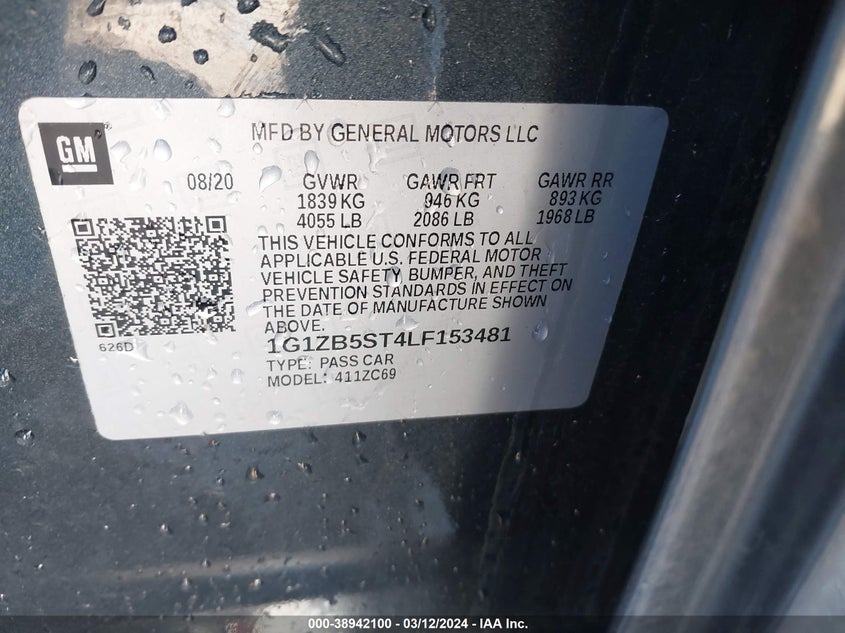 GM
MFD BY GENERAL MOTORS LLC
08/20 GVWR GAWR FRT GAWR RR
1839 KG 946 KG 893 KG
4055 LB 2086 LB 1968 LB
THIS VEHICLE CONFORMS TO ALL
APPLICABLE U.S. FEDERAL MOTOR
VEHICLE SAFETY, BUMPER, AND THEFT
PREVENTION STANDARDS IN EFFECT ON
THE DATE OF MANUFACTURE SHOWN
ABOVE.
626D
1G1ZB5ST4LF153481
TYPE: PASS CAR
MODEL: 411ZC69
000-38942100 - 03/12/2024 - IAA Inc.